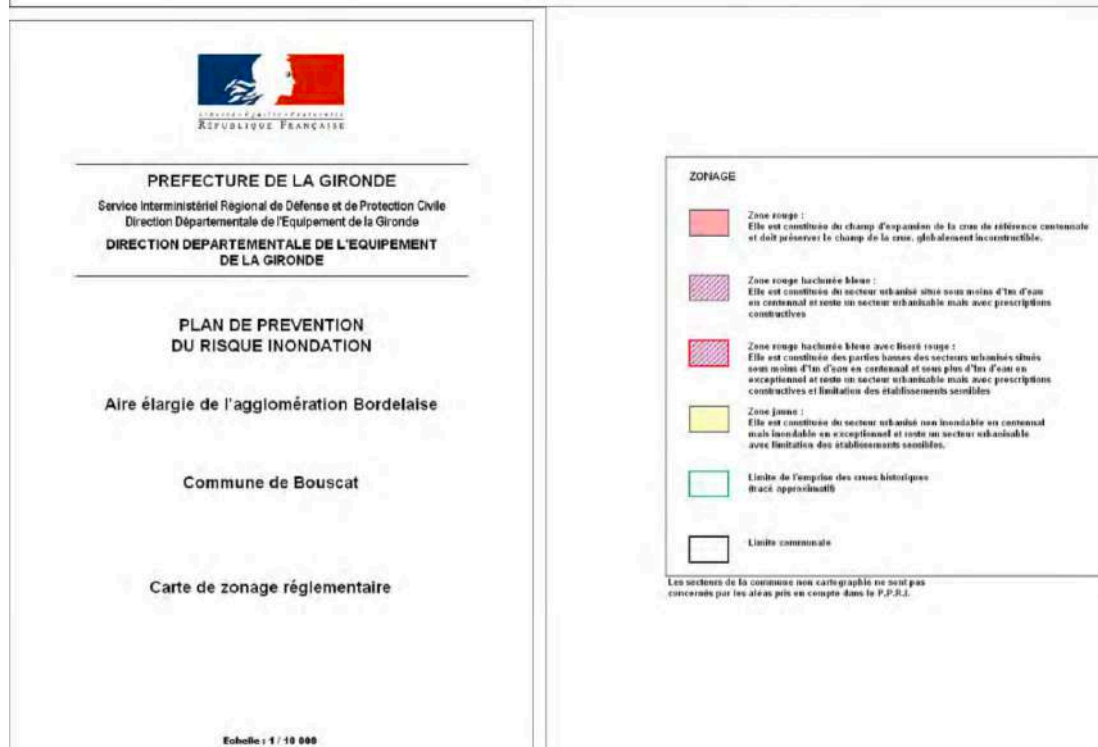 Liberté • Égalité • Fraternité
RÉPUBLIQUE FRANÇAISE
PREFECTURE DE LA GIRONDE
Service Interministériel Régional de Défense et de Protection Civile
Direction Départementale de l'Equipement de la Gironde
DIRECTION DEPARTEMENTALE DE L'EQUIPEMENT
DE LA GIRONDE
PLAN DE PREVENTION
DU RISQUE INONDATION
Aire élargie de l'agglomération Bordelaise
Commune de Bouscat
Carte de zonage réglementaire
Echelle : 1 / 10 000
ZONAGE
Zone rouge :
Elle est constituée du champ d'expansion de la crue de référence centennale
et doit préserver le champ de la crue, globalement inconstructible.
Zone rouge hachurée bleue :
Elle est constituée du secteur urbanisé situé sous moins d'1m d'eau
en centennal et reste un secteur urbanisable mais avec prescriptions
constructives
Zone rouge hachurée bleue avec liseré rouge :
Elle est constituée des parties basses des secteurs urbanisés situés
sous moins d'1m d'eau en centennal et sous plus d'1m d'eau en
exceptionnel et reste un secteur urbanisable mais avec prescriptions
constructives et limitation des établissements sensibles
Zone jaune :
Elle est constituée du secteur urbanisé non inondable en centennal
mais inondable en exceptionnel et reste un secteur urbanisable
avec limitation des établissements sensibles.
Limite de l'emprise des crues historiques
(tracé approximatif)
Limite communale
Les secteurs de la commune non cartographié ne sont pas
concernés par les aléas pris en compte dans le P.P.R.I.